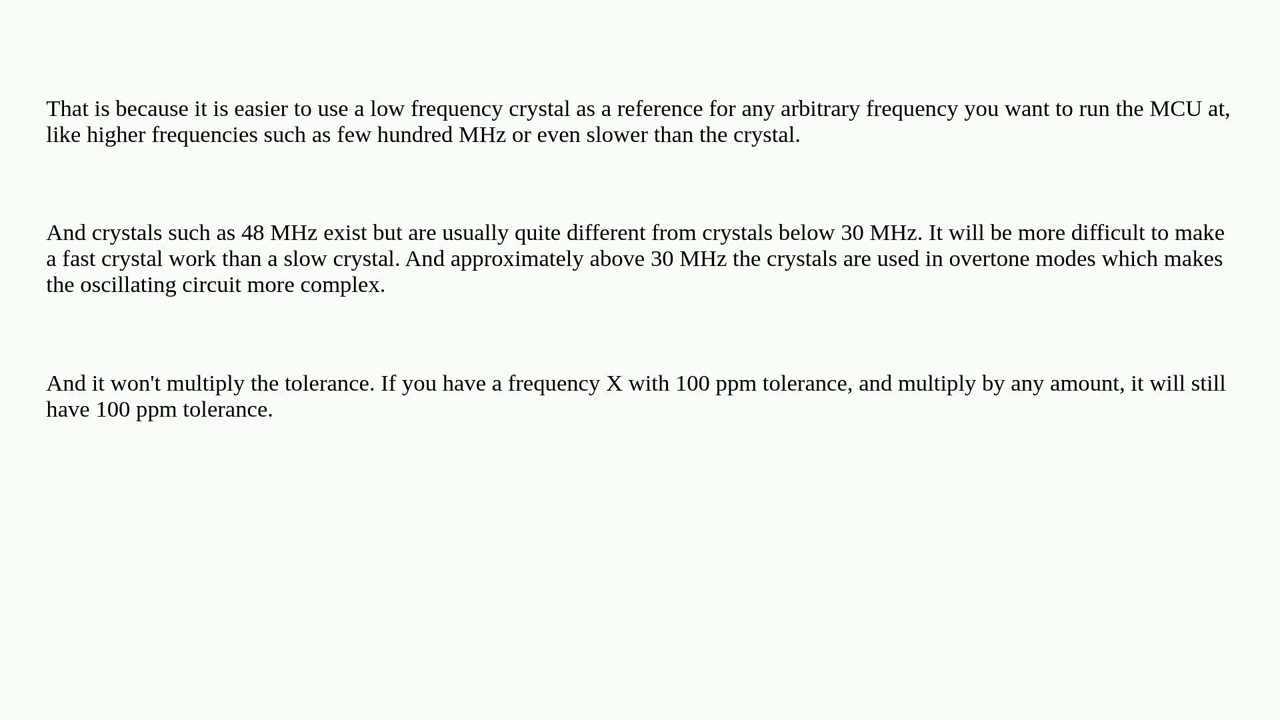 That is because it is easier to use a low frequency crystal as a reference for any arbitrary frequency you want to run the MCU at,
like higher frequencies such as few hundred MHz or even slower than the crystal.
And crystals such as 48 MHz exist but are usually quite different from crystals below 30 MHz. It will be more difficult to make
a fast crystal work than a slow crystal. And approximately above 30 MHz the crystals are used in overtone modes which makes
the oscillating circuit more complex.
And it won't multiply the tolerance. If you have a frequency X with 100 ppm tolerance, and multiply by any amount, it will still
have 100 ppm tolerance.